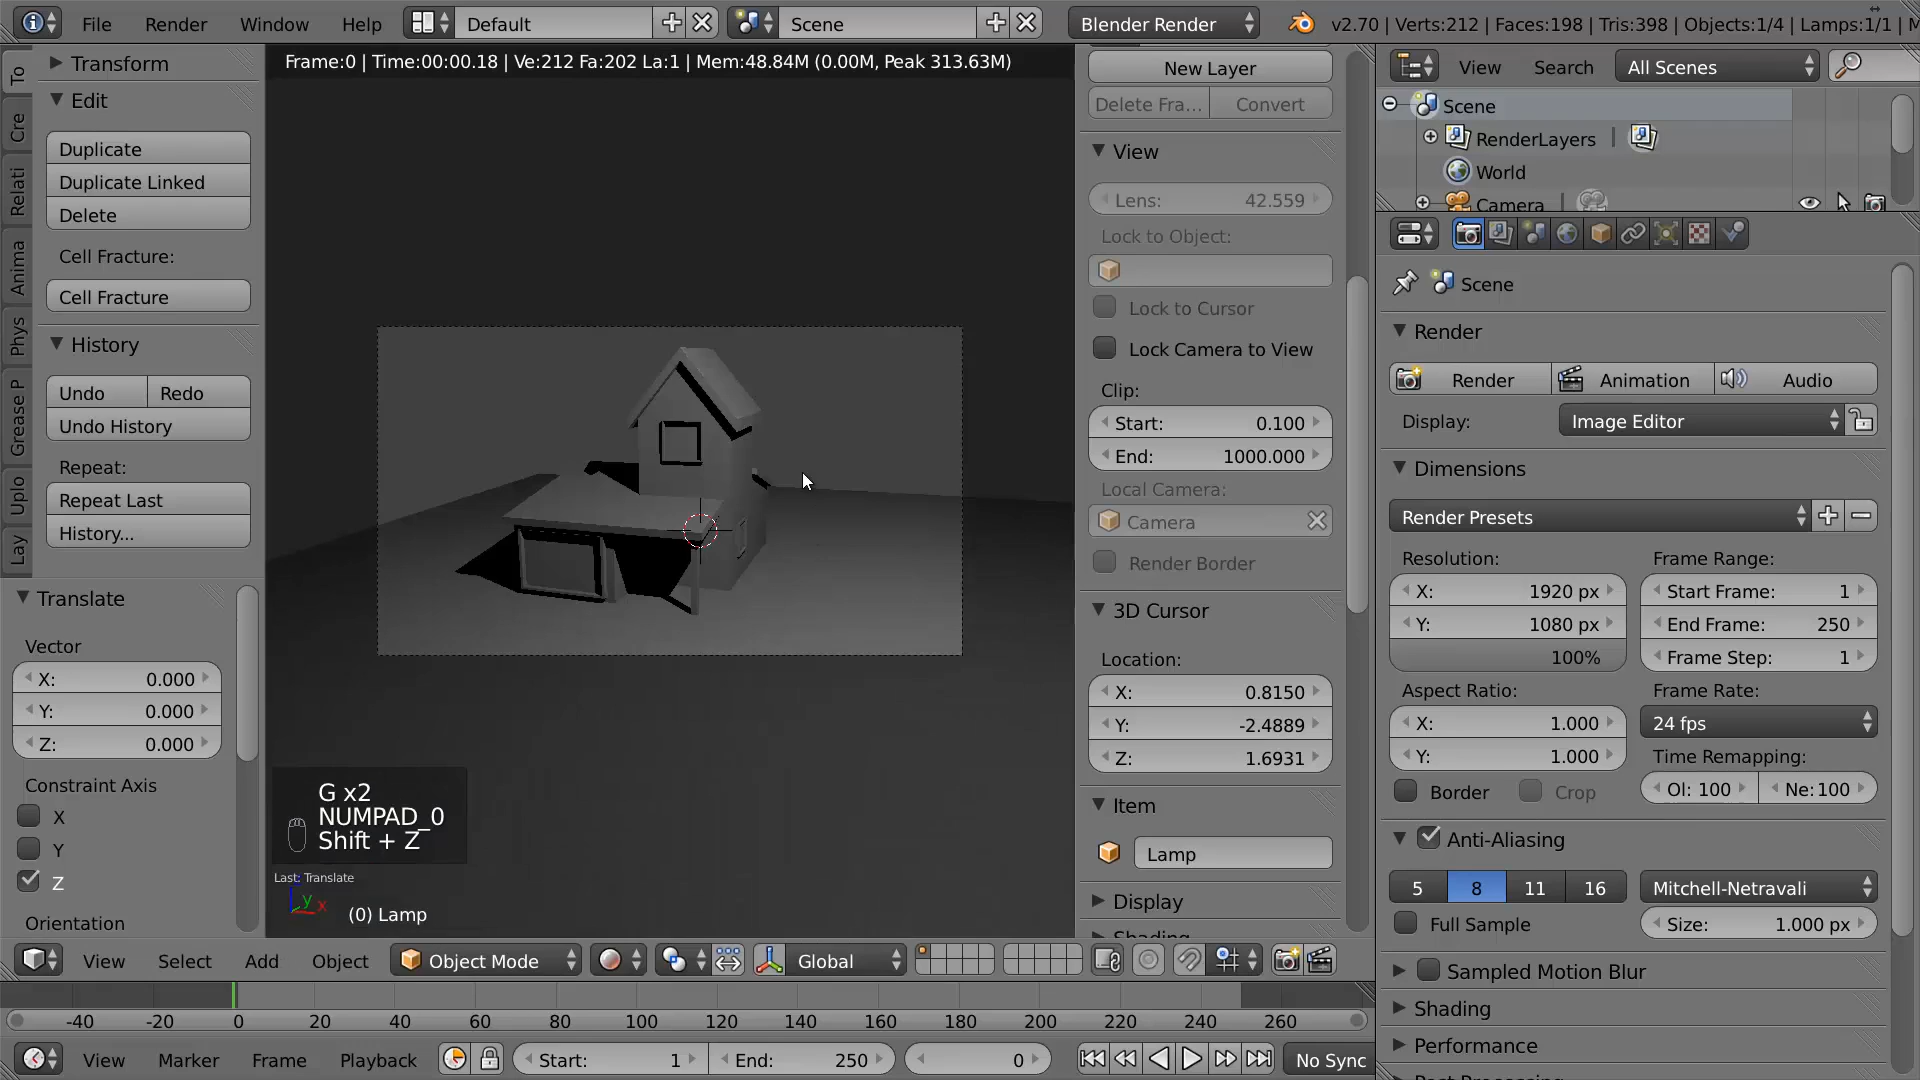 File Render Window Help Default Scene Blender Render v2.70 | Verts:212 | Faces:198 | Tris:398 | Objects:1/4 | Lamps:1/1 | M
Frame:0 | Time:00:00.18 | Ve:212 Fa:202 La:1 | Mem:48.84M (0.00M, Peak 313.63M)
To
Cre
Relati
Anima
Phys
Grease P
Uplo
Lay
Transform
Edit
Duplicate
Duplicate Linked
Delete
Cell Fracture:
Cell Fracture
History
Undo Redo
Undo History
Repeat:
Repeat Last
History...
Translate
Vector
X: 0.000
Y: 0.000
Z: 0.000
Constraint Axis
X
Y
Z
Orientation
G x2
NUMPAD_0
Shift + Z
Last: Translate
z
y
x
(0) Lamp
New Layer
Delete Fra... Convert
View
Lens: 42.559
Lock to Object:
Lock to Cursor
Lock Camera to View
Clip:
Start: 0.100
End: 1000.000
Local Camera:
Camera
Render Border
3D Cursor
Location:
X: 0.8150
Y: -2.4889
Z: 1.6931
Item
Lamp
Display
Shading
View Search All Scenes
Scene
RenderLayers
World
Camera
Scene
Render
Render Animation Audio
Display: Image Editor
Dimensions
Render Presets
Resolution: Frame Range:
X: 1920 px Start Frame: 1
Y: 1080 px End Frame: 250
100% Frame Step: 1
Aspect Ratio: Frame Rate:
X: 1.000 24 fps
Y: 1.000 Time Remapping:
Border Crop Ol: 100 Ne: 100
Anti-Aliasing
5 8 11 16 Mitchell-Netravali
Full Sample Size: 1.000 px
Sampled Motion Blur
Shading
Performance
View Select Add Object Object Mode Global
-40 -20 0 20 40 60 80 100 120 140 160 180 200 220 240 260
View Marker Frame Playback Start: 1 End: 250 0 No Sync